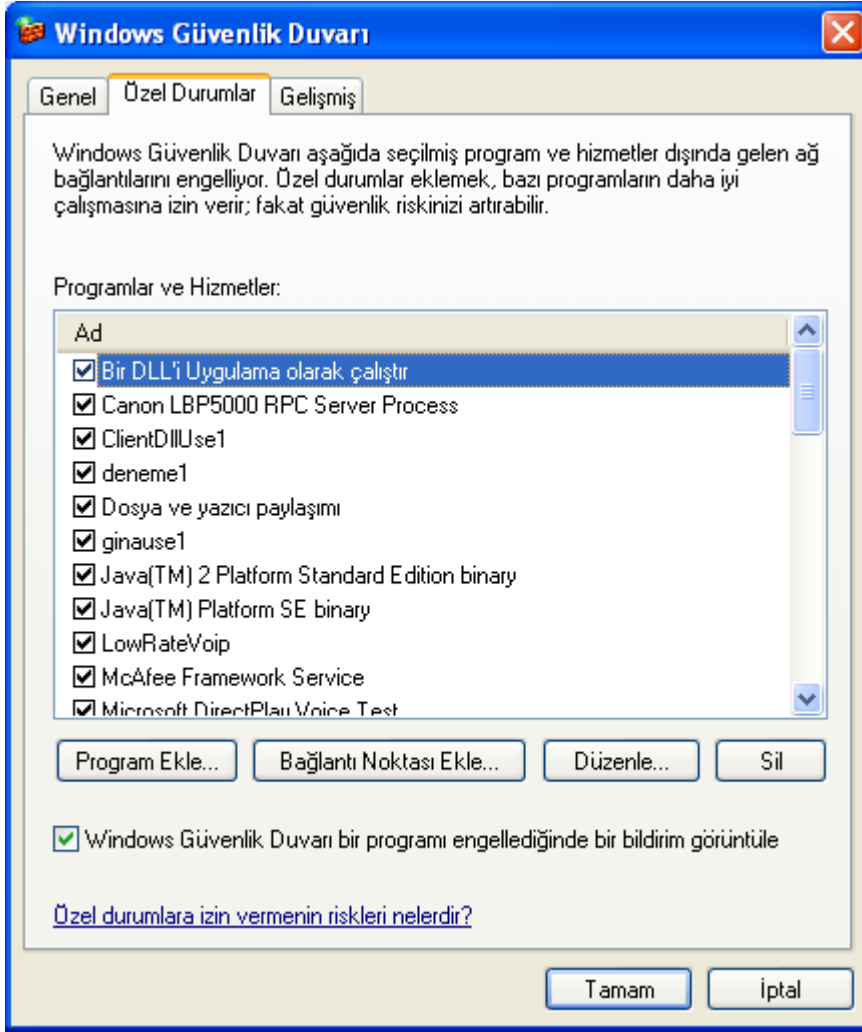 Windows Güvenlik Duvarı
Genel
Özel Durumlar
Gelişmiş
Windows Güvenlik Duvarı aşağıda seçilmiş program ve hizmetler dışında gelen ağ
bağlantılarını engelliyor. Özel durumlar eklemek, bazı programların daha iyi
çalışmasına izin verir; fakat güvenlik riskinizi artırabilir.
Programlar ve Hizmetler:
Ad
Bir DLL'i Uygulama olarak çalıştır
Canon LBP5000 RPC Server Process
ClientDllUse1
deneme1
Dosya ve yazıcı paylaşımı
ginause1
Java(TM) 2 Platform Standard Edition binary
Java(TM) Platform SE binary
LowRateVoip
McAfee Framework Service
Microsoft DirectPlay Voice Test
Program Ekle...
Bağlantı Noktası Ekle...
Düzenle...
Sil
Windows Güvenlik Duvarı bir programı engellediğinde bir bildirim görüntüle
Özel durumlara izin vermenin riskleri nelerdir?
Tamam
İptal